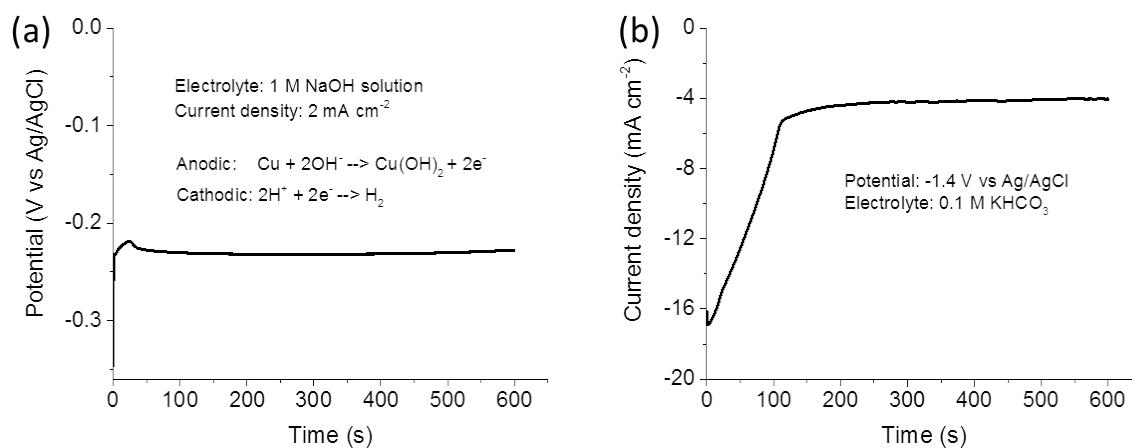 (a)
0.0
-0.1
-0.2
-0.3
Potential (V vs Ag/AgCl)
Electrolyte: 1 M NaOH solution
Current density: 2 mA cm⁻²
Anodic: Cu + 2OH⁻ --> Cu(OH)₂ + 2e⁻
Cathodic: 2H⁺ + 2e⁻ --> H₂
0 100 200 300 400 500 600
Time (s)
(b)
0
-4
-8
-12
-16
-20
Current density (mA cm⁻²)
Potential: -1.4 V vs Ag/AgCl
Electrolyte: 0.1 M KHCO₃
0 100 200 300 400 500 600
Time (s)